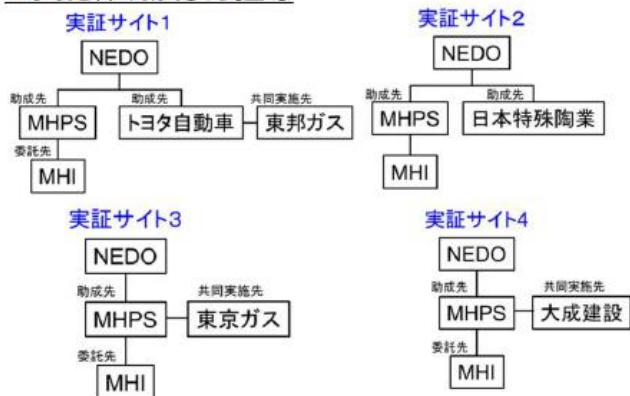 実証サイト1
NEDO
助成先
助成先
共同実施先
MHPS
トヨタ自動車
東邦ガス
委託先
MHI
実証サイト2
NEDO
助成先
助成先
MHPS
日本特殊陶業
MHI
実証サイト3
NEDO
助成先
共同実施先
MHPS
東京ガス
委託先
MHI
実証サイト4
NEDO
助成先
共同実施先
MHPS
大成建設
委託先
MHI